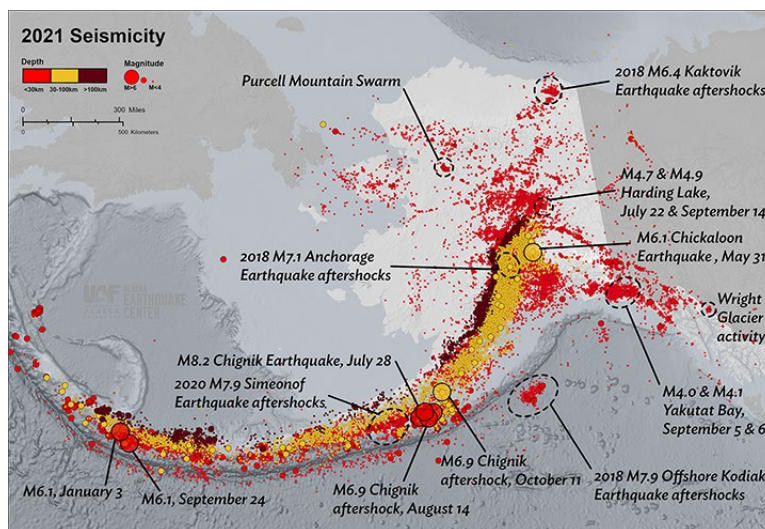 2021 Seismicity
Depth
Magnitude
<30km 30-100km >100km
M>6 M<4
0 300 Miles
0 500 Kilometers
Purcell Mountain Swarm
2018 M6.4 Kaktovik
Earthquake aftershocks
M4.7 & M4.9
Harding Lake,
July 22 & September 14
2018 M7.1 Anchorage
Earthquake aftershocks
M6.1 Chickaloon
Earthquake , May 31
UAF ALASKA
EARTHQUAKE
CENTER
Wright
Glacier
activity
M8.2 Chignik Earthquake, July 28
2020 M7.9 Simeonof
Earthquake aftershocks
M4.0 & M4.1
Yakutat Bay,
September 5 & 6
M6.1, January 3
M6.1, September 24
M6.9 Chignik
aftershock, August 14
M6.9 Chignik
aftershock, October 11
2018 M7.9 Offshore Kodiak
Earthquake aftershocks